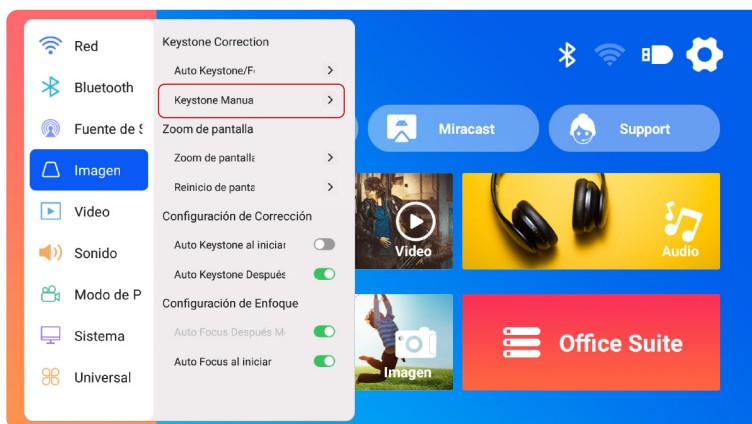 Red
Bluetooth
Fuente de S
Imagen
Video
Sonido
Modo de P
Sistema
Universal
Keystone Correction
Auto Keystone/F
Keystone Manua
Zoom de pantalla
Zoom de pantalla
Reinicio de panta
Configuración de Corrección
Auto Keystone al iniciar
Auto Keystone Después
Configuración de Enfoque
Auto Focus Después M
Auto Focus al iniciar
Miracast
Support
Video
Audio
Imagen
Office Suite